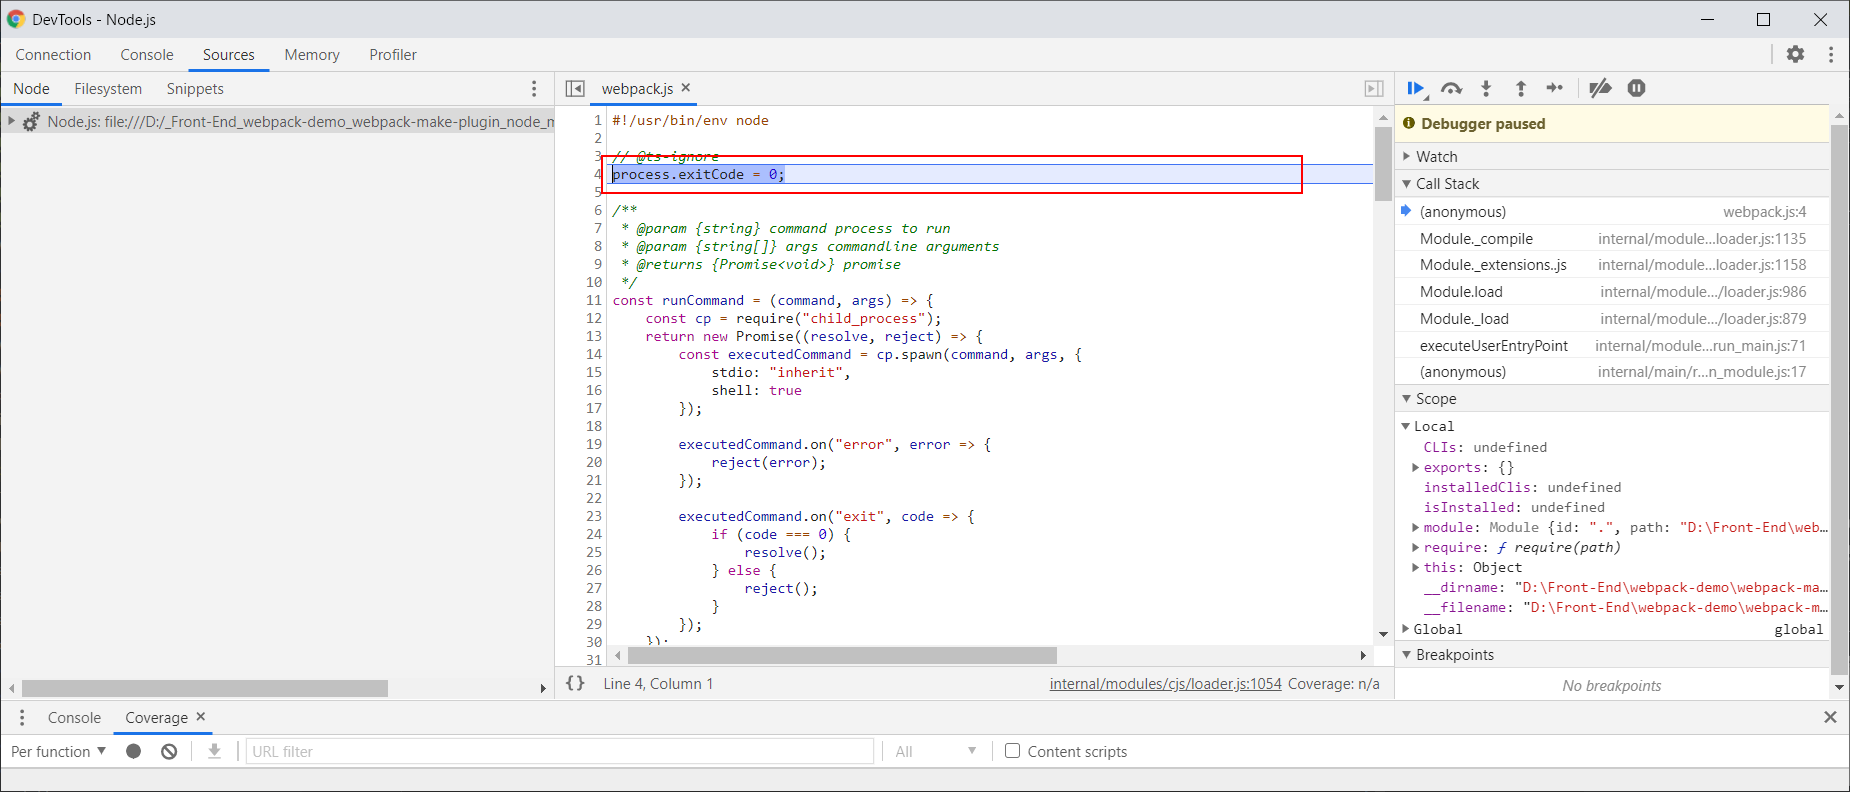 DevTools - Node.js
Connection Console Sources Memory Profiler
Node Filesystem Snippets
Node.js: file:///D:/_Front-End_webpack-demo_webpack-make-plugin_node_m
webpack.js
1 #!/usr/bin/env node
2
3 // @ts-ignore
4 process.exitCode = 0;
5
6 /**
7 * @param {string} command process to run
8 * @param {string[]} args commandline arguments
9 * @returns {Promise<void>} promise
10 */
11 const runCommand = (command, args) => {
12 const cp = require("child_process");
13 return new Promise((resolve, reject) => {
14 const executedCommand = cp.spawn(command, args, {
15 stdio: "inherit",
16 shell: true
17 });
18
19 executedCommand.on("error", error => {
20 reject(error);
21 });
22
23 executedCommand.on("exit", code => {
24 if (code === 0) {
25 resolve();
26 } else {
27 reject();
28 }
29 });
30 });
31
{} Line 4, Column 1 internal/modules/cjs/loader.js:1054 Coverage: n/a
Debugger paused
Watch
Call Stack
(anonymous) webpack.js:4
Module._compile internal/module…loader.js:1135
Module._extensions..js internal/module…loader.js:1158
Module.load internal/module…/loader.js:986
Module._load internal/module…/loader.js:879
executeUserEntryPoint internal/module…run_main.js:71
(anonymous) internal/main/r…n_module.js:17
Scope
Local
CLIs: undefined
exports: {}
installedClis: undefined
isInstalled: undefined
module: Module {id: ".", path: "D:\Front-End\web…
require: ƒ require(path)
this: Object
__dirname: "D:\Front-End\webpack-demo\webpack-ma…
__filename: "D:\Front-End\webpack-demo\webpack-m…
Global global
Breakpoints
No breakpoints
Console Coverage
Per function URL filter All Content scripts